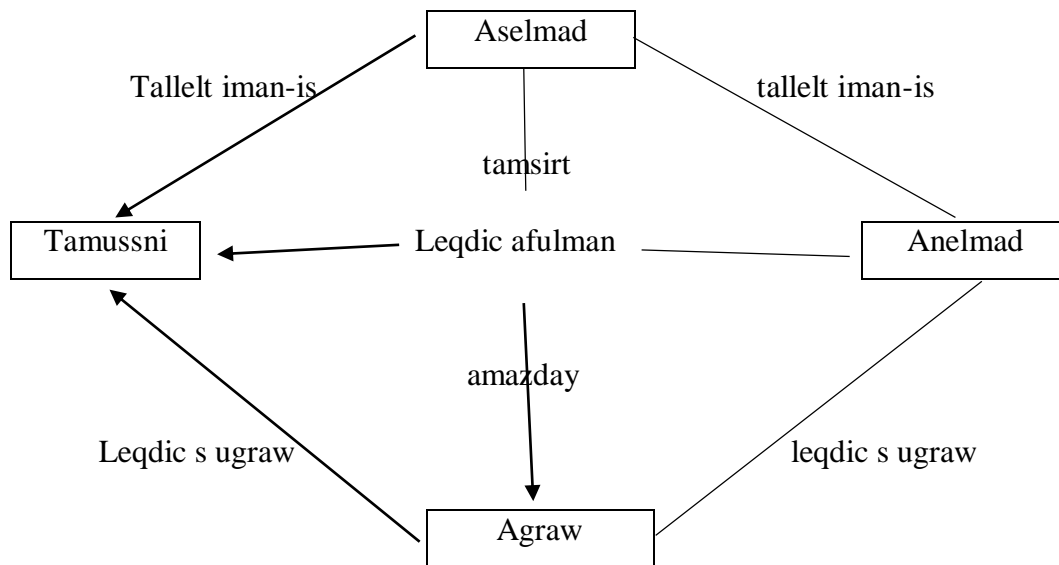 Aselmad
Tallelt iman-is
tallelt iman-is
tamsirt
Tamussni
Leqdic afulman
Anelmad
amazday
Leqdic s ugraw
leqdic s ugraw
Agraw